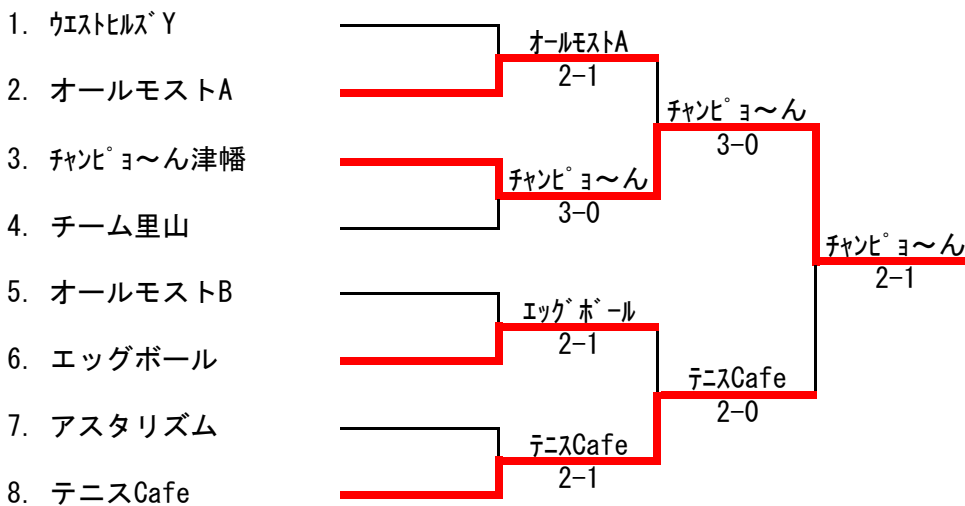 1. ｳｴｽﾄﾋﾙｽﾞY
オールモストA
2-1
2. オールモストA
ﾁｬﾝﾋﾟｮ～ん
3-0
3. ﾁｬﾝﾋﾟｮ～ん津幡
ﾁｬﾝﾋﾟｮ～ん
3-0
4. チーム里山
ﾁｬﾝﾋﾟｮ～ん
2-1
5. オールモストB
ｴｯｸﾞﾎﾞｰﾙ
2-1
6. エッグボール
ﾃﾆｽCafe
2-0
7. アスタリズム
ﾃﾆｽCafe
2-1
8. テニスCafe